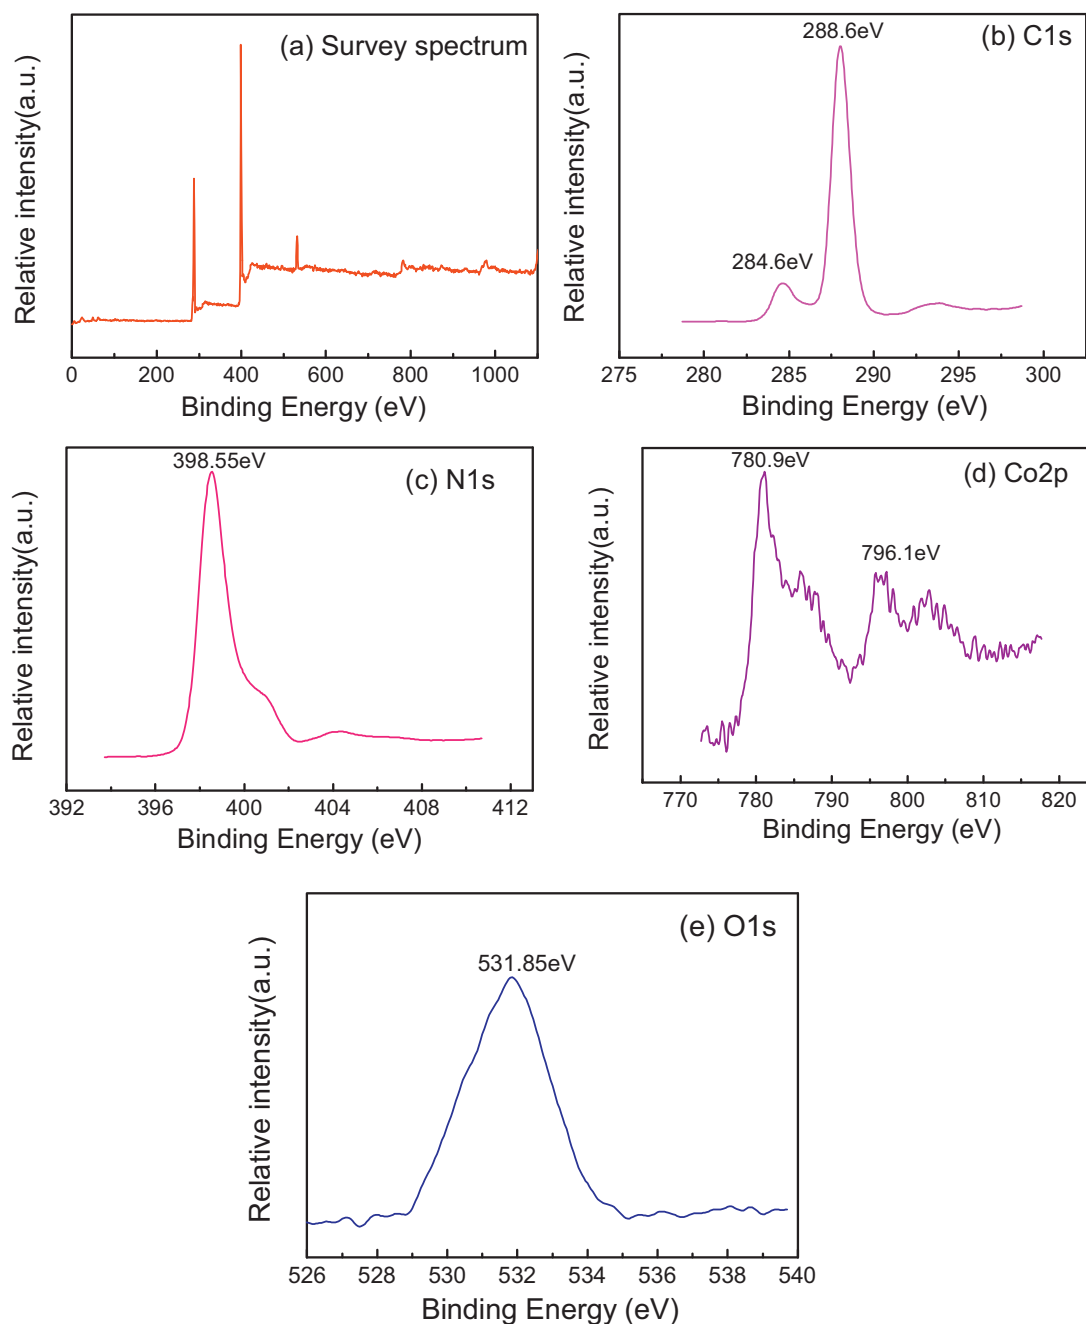 (a) Survey spectrum
Relative intensity(a.u.)
0 200 400 600 800 1000
Binding Energy (eV)
288.6eV
(b) C1s
284.6eV
Relative intensity(a.u.)
275 280 285 290 295 300
Binding Energy (eV)
398.55eV
(c) N1s
Relative intensity(a.u.)
392 396 400 404 408 412
Binding Energy (eV)
780.9eV
(d) Co2p
796.1eV
Relative intensity(a.u.)
770 780 790 800 810 820
Binding Energy (eV)
(e) O1s
531.85eV
Relative intensity(a.u.)
526 528 530 532 534 536 538 540
Binding Energy (eV)